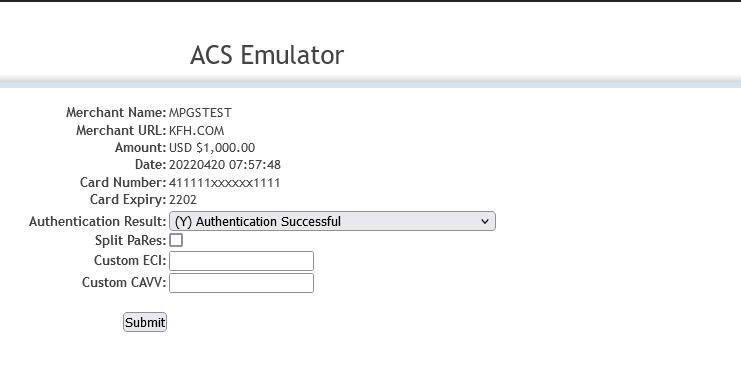 ACS Emulator
Merchant Name: MPGSTEST
Merchant URL: KFH.COM
Amount: USD $1,000.00
Date: 20220420 07:57:48
Card Number: 411111xxxxxx1111
Card Expiry: 2202
Authentication Result: (Y) Authentication Successful
Split PaRes:
Custom ECI:
Custom CAVV:
Submit